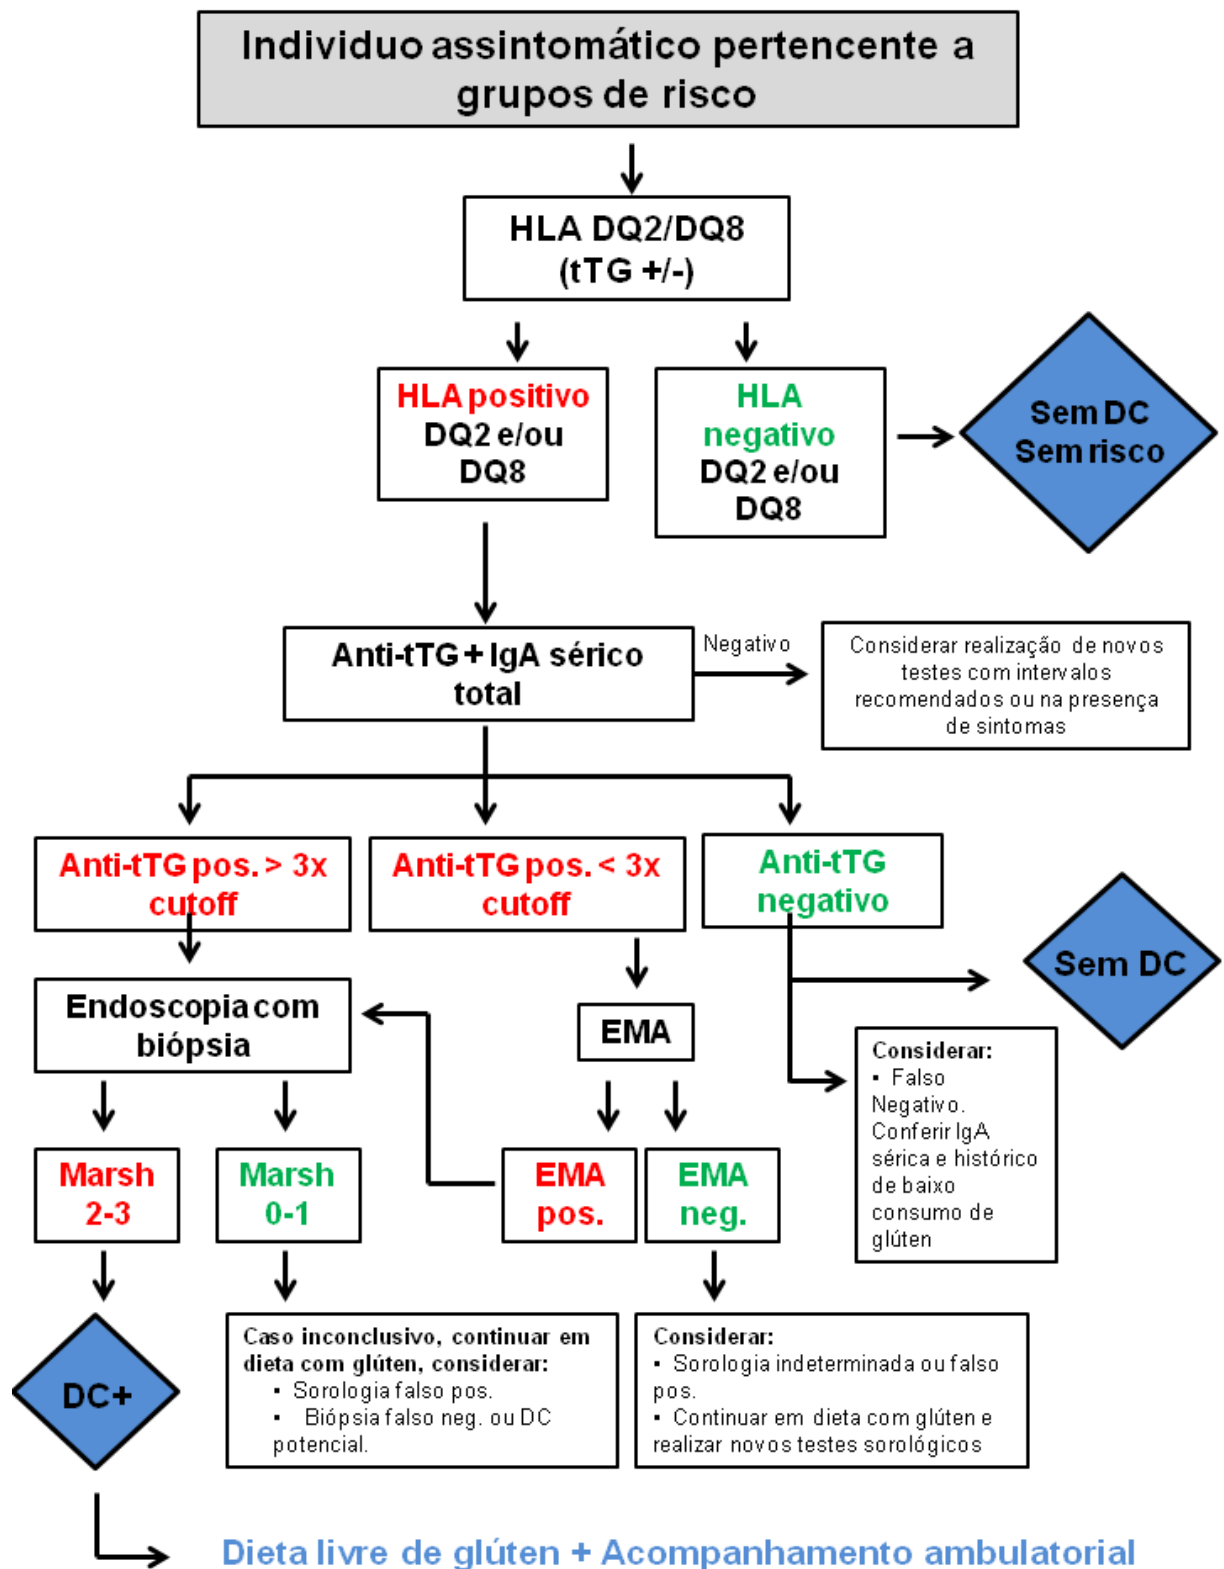 Individuo assintomático pertencente a
grupos de risco
HLA DQ2/DQ8
(tTG +/-)
HLA positivo
DQ2 e/ou
DQ8
HLA
negativo
DQ2 e/ou
DQ8
Sem DC
Sem risco
Anti-tTG + IgA sérico
total
Negativo
Considerar realização de novos
testes com intervalos
recomendados ou na presença
de sintomas
Anti-tTG pos. > 3x
cutoff
Anti-tTG pos. < 3x
cutoff
Anti-tTG
negativo
Sem DC
Endoscopia com
biópsia
EMA
Considerar:
▪ Falso
Negativo.
Conferir IgA
sérica e histórico
de baixo
consumo de
glúten
Marsh
2-3
Marsh
0-1
EMA
pos.
EMA
neg.
DC+
Caso inconclusivo, continuar em
dieta com glúten, considerar:
▪ Sorologia falso pos.
▪ Biópsia falso neg. ou DC
potencial.
Considerar:
▪ Sorologia indeterminada ou falso
pos.
▪ Continuar em dieta com glúten e
realizar novos testes sorológicos
Dieta livre de glúten + Acompanhamento ambulatorial